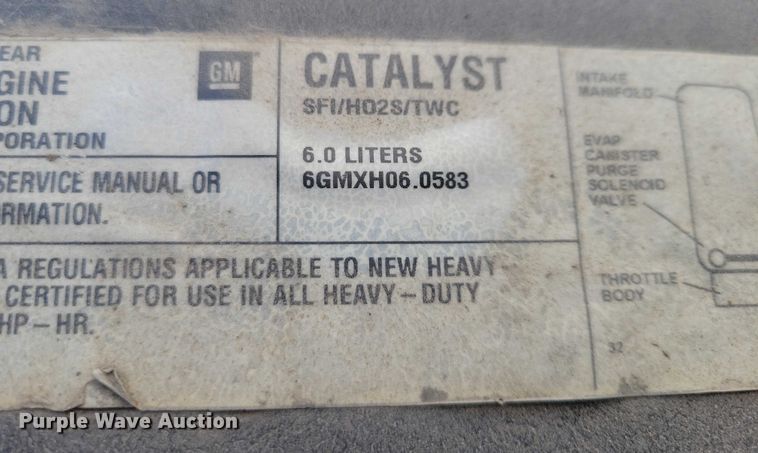 EAR
GINE
ON
PORATION
SERVICE MANUAL OR
RMATION.
GM
CATALYST
SFI/HO2S/TWC
6.0 LITERS
6GMXH06.0583
A REGULATIONS APPLICABLE TO NEW HEAVY
CERTIFIED FOR USE IN ALL HEAVY-DUTY
HP-HR.
INTAKE
MANIFOLD
EVAP
CANISTER
PURGE
SOLENOID
VALVE
THROTTLE
BODY
32
Purple Wave Auction